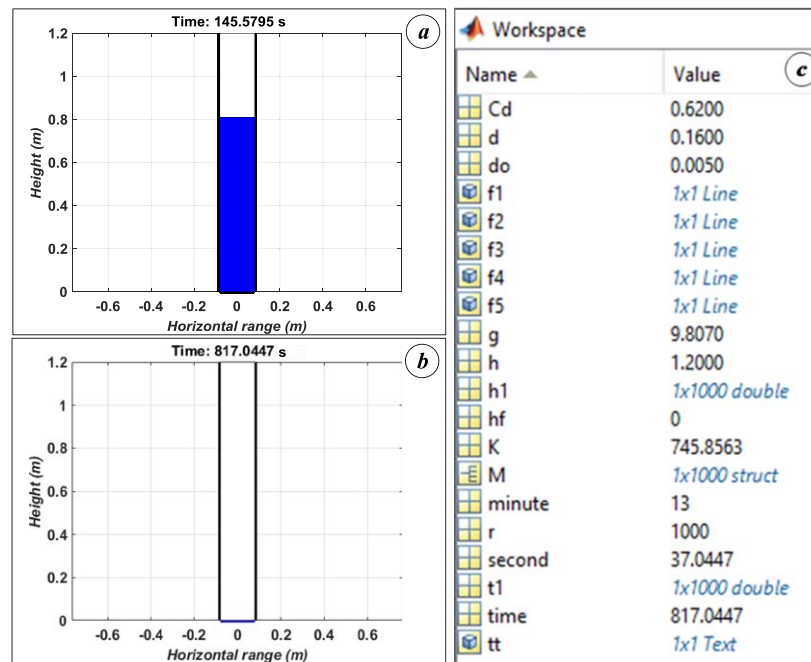 Time: 145.5795 s
a
1.2
1
0.8
0.6
0.4
0.2
0
Height (m)
-0.6 -0.4 -0.2 0 0.2 0.4 0.6
Horizontal range (m)
Time: 817.0447 s
b
1.2
1
0.8
0.6
0.4
0.2
0
Height (m)
-0.6 -0.4 -0.2 0 0.2 0.4 0.6
Horizontal range (m)
Workspace
Name Value
c
Cd 0.6200
d 0.1600
do 0.0050
f1 1x1 Line
f2 1x1 Line
f3 1x1 Line
f4 1x1 Line
f5 1x1 Line
g 9.8070
h 1.2000
h1 1x1000 double
hf 0
K 745.8563
M 1x1000 struct
minute 13
r 1000
second 37.0447
t1 1x1000 double
time 817.0447
tt 1x1 Text